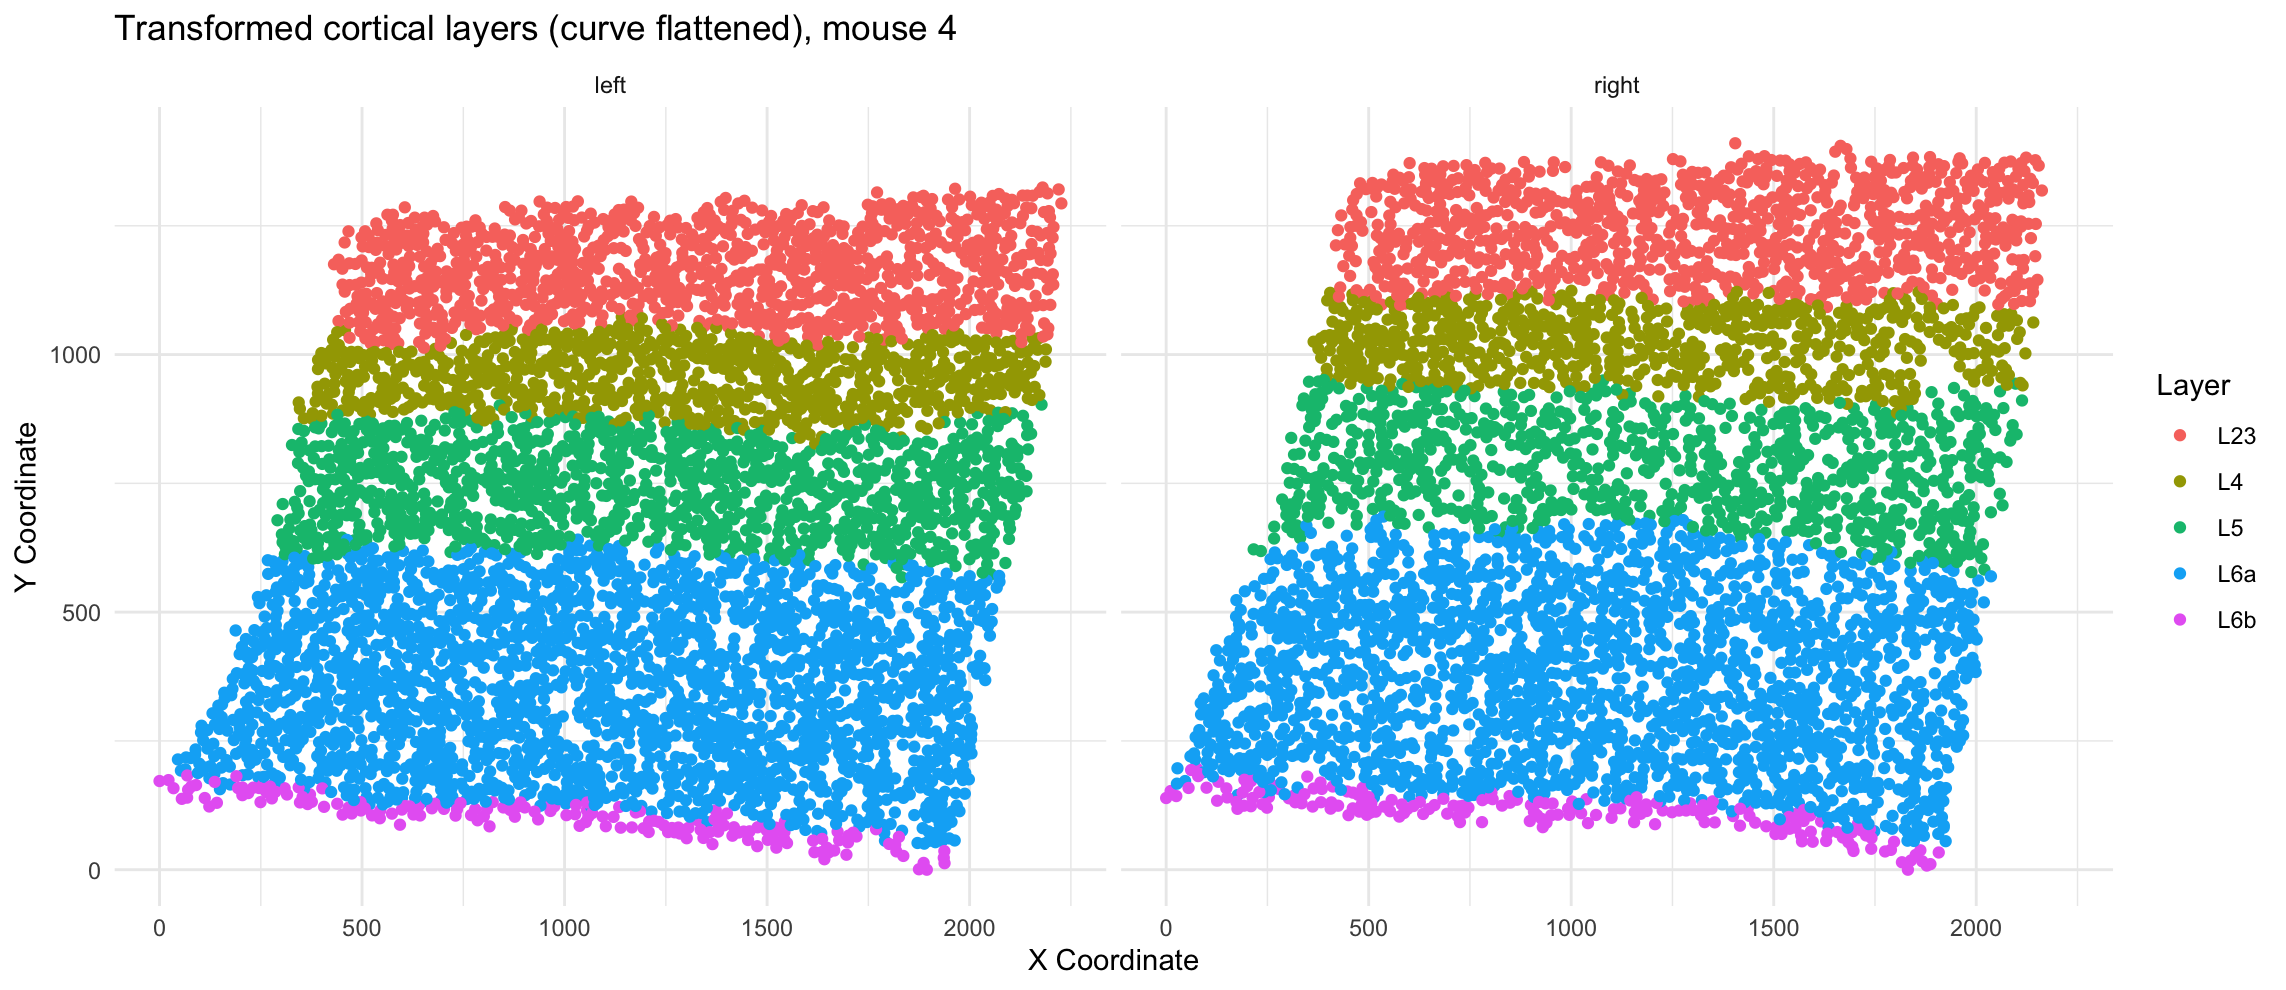 Transformed cortical layers (curve flattened), mouse 4
left
right
1000
500
0
Y Coordinate
0
500
1000
1500
2000
0
500
1000
1500
2000
X Coordinate
Layer
L23
L4
L5
L6a
L6b